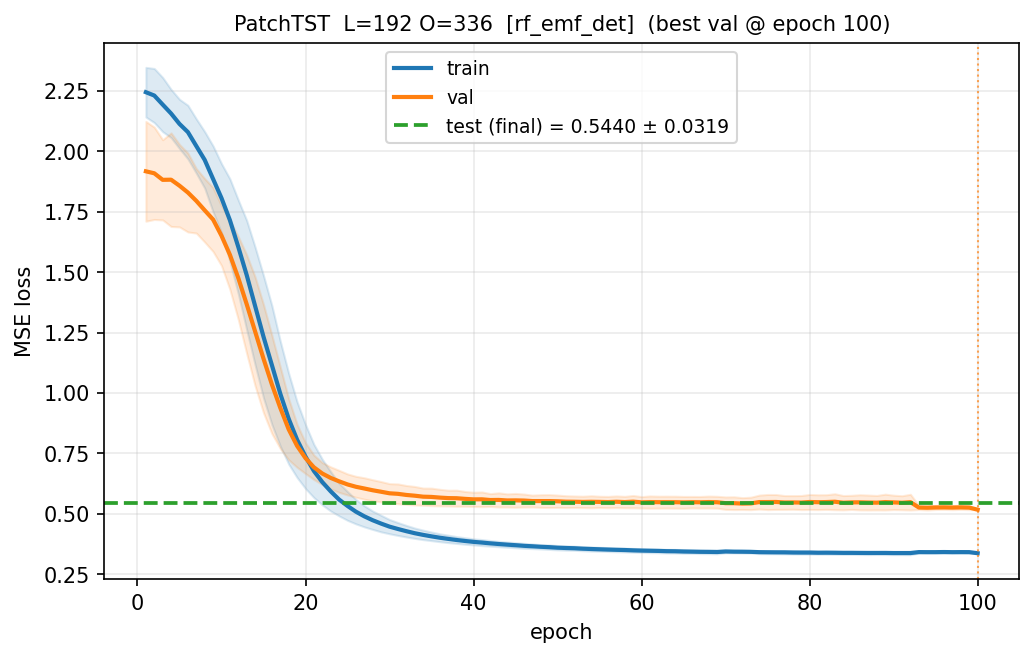 PatchTST  L=192 O=336  [rf_emf_det]  (best val @ epoch 100)
train
val
test (final) = 0.5440 ± 0.0319
MSE loss
2.25
2.00
1.75
1.50
1.25
1.00
0.75
0.50
0.25
0 20 40 60 80 100
epoch